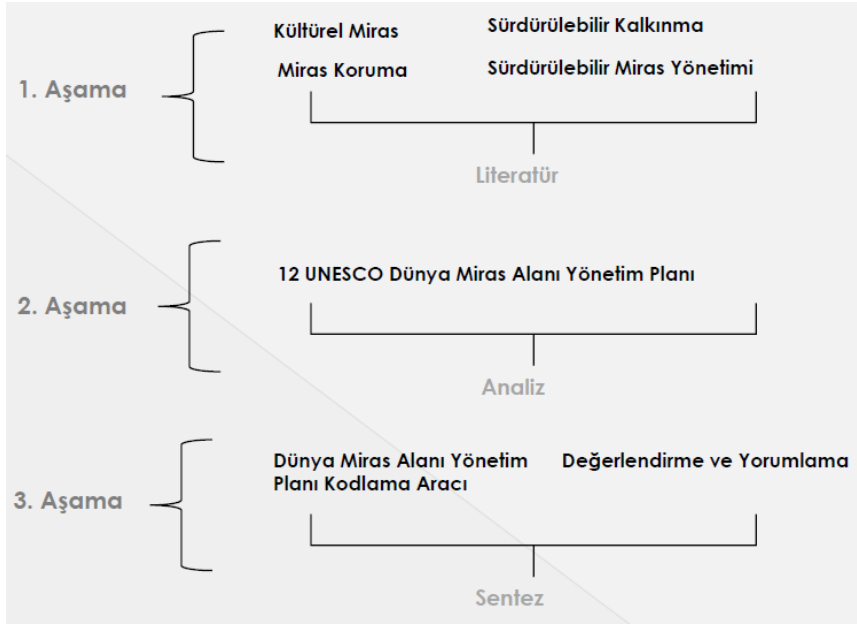 Kültürel Miras
Sürdürülebilir Kalkınma
1. Aşama
Miras Koruma
Sürdürülebilir Miras Yönetimi
Literatür
2. Aşama
12 UNESCO Dünya Miras Alanı Yönetim Planı
Analiz
3. Aşama
Dünya Miras Alanı Yönetim
Planı Kodlama Aracı
Değerlendirme ve Yorumlama
Sentez